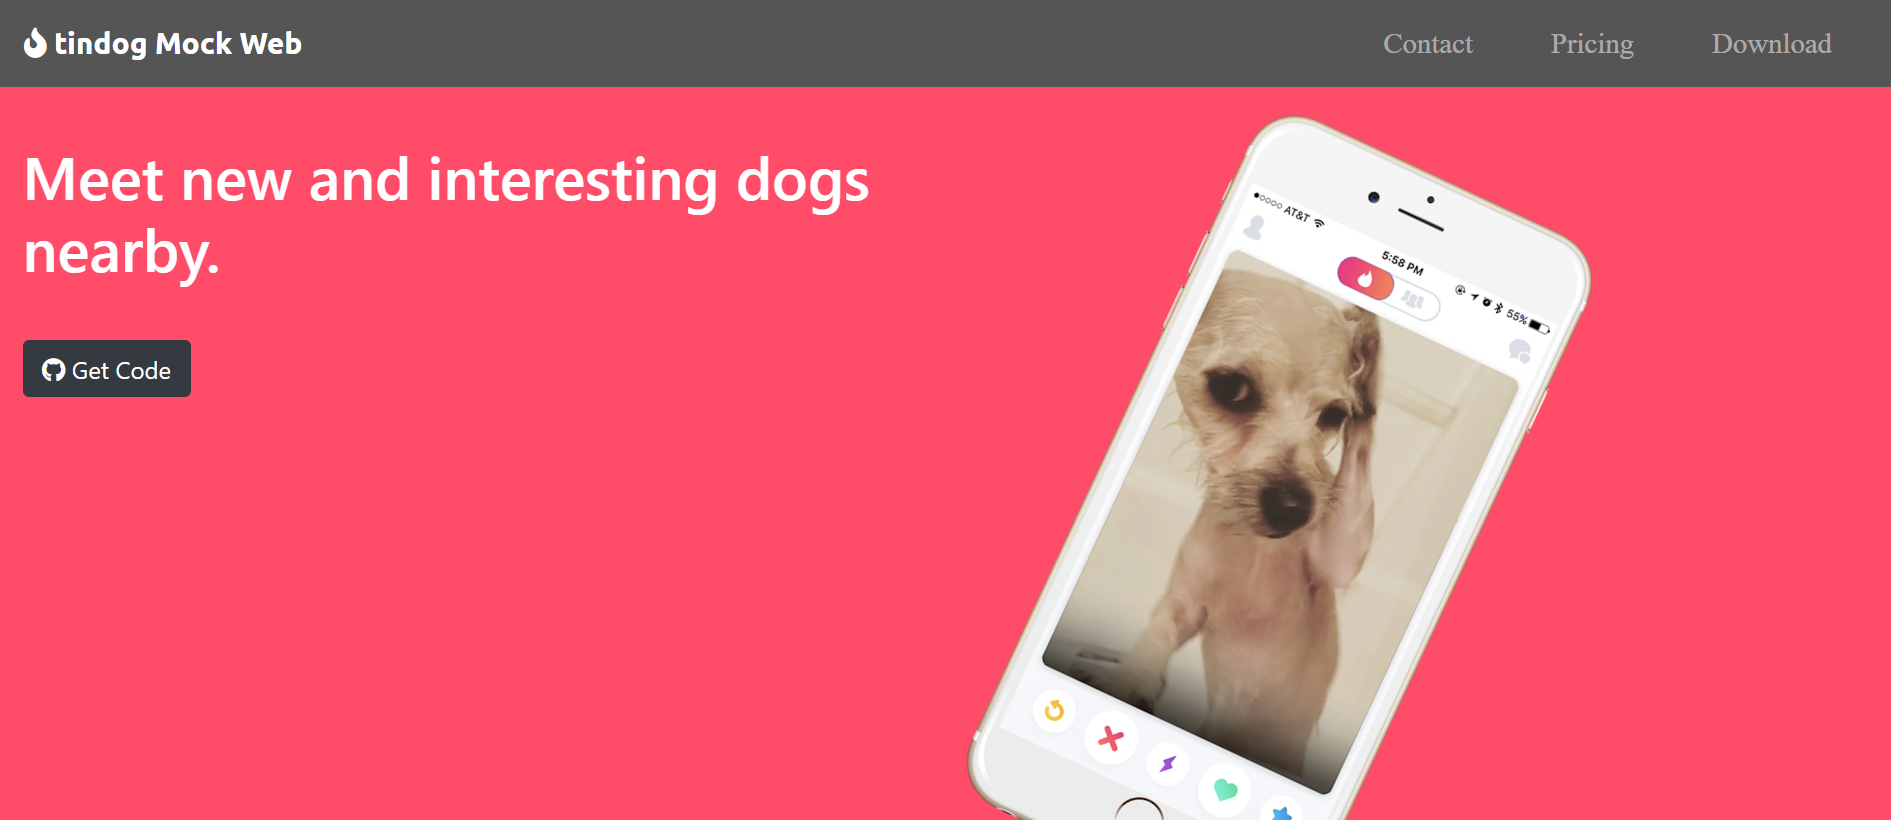 tindog Mock Web
Contact
Pricing
Download
Meet new and interesting dogs
nearby.
Get Code
AT&T
5:58 PM
55%